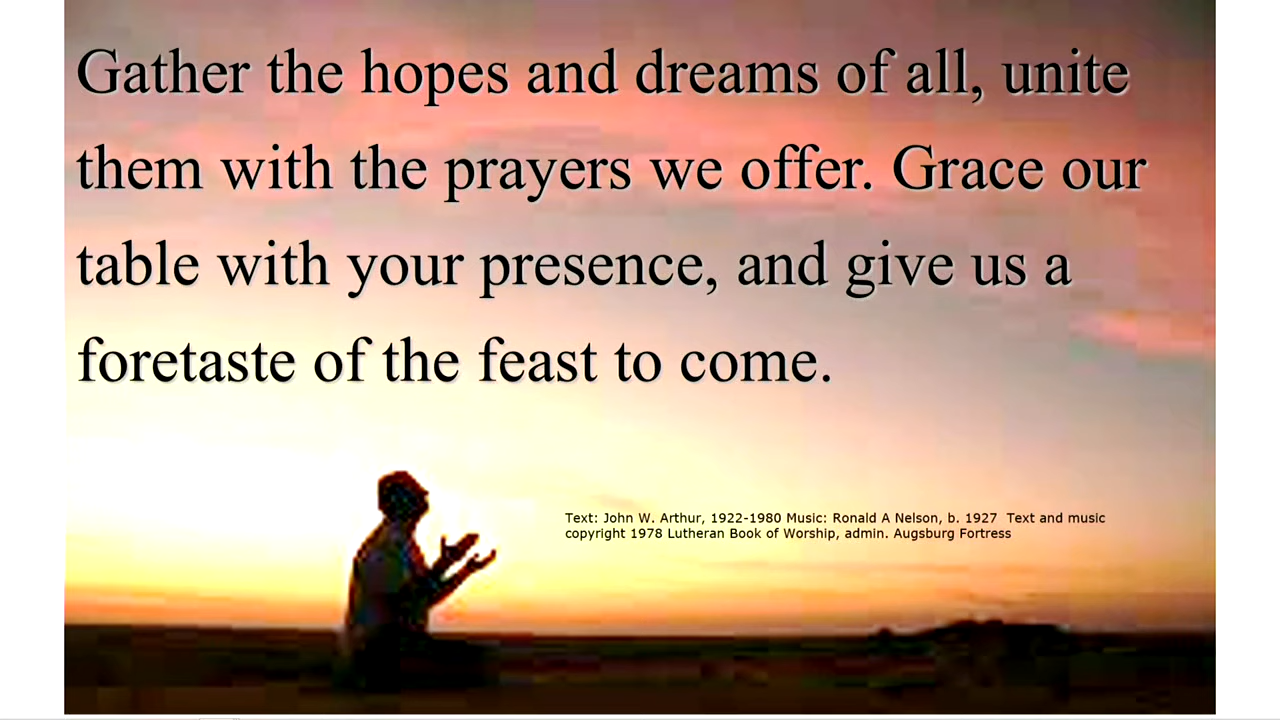 Gather the hopes and dreams of all, unite
them with the prayers we offer. Grace our
table with your presence, and give us a
foretaste of the feast to come.
Text: John W. Arthur, 1922-1980 Music: Ronald A Nelson, b. 1927  Text and music
copyright 1978 Lutheran Book of Worship, admin. Augsburg Fortress